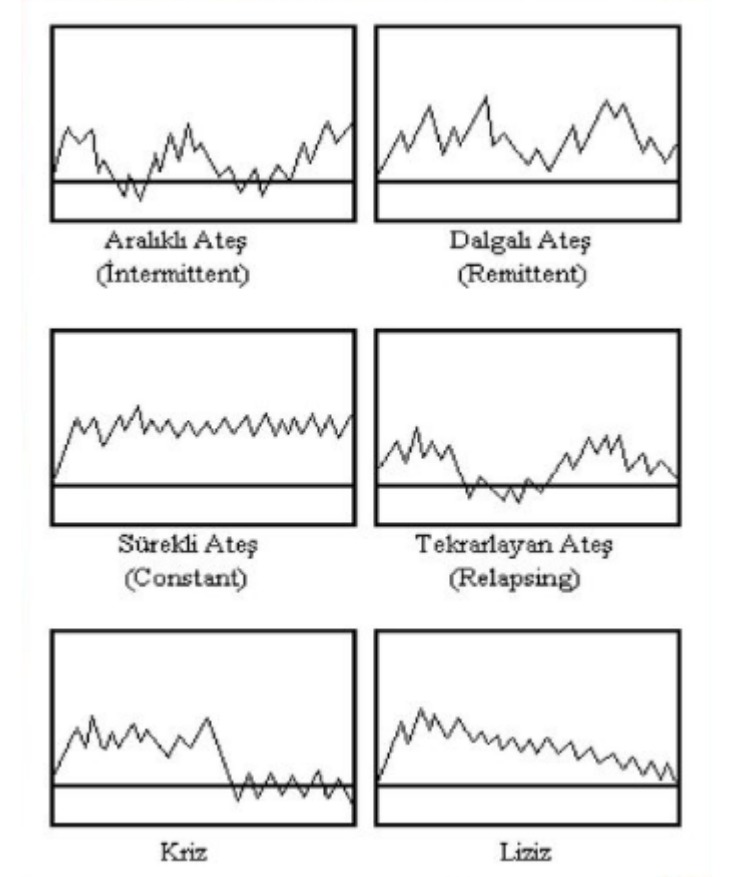 Aralıklı Ateş
(İntermittent)
Dalgalı Ateş
(Remittent)
Sürekli Ateş
(Constant)
Tekrarlayan Ateş
(Relapsing)
Kriz
Liziz